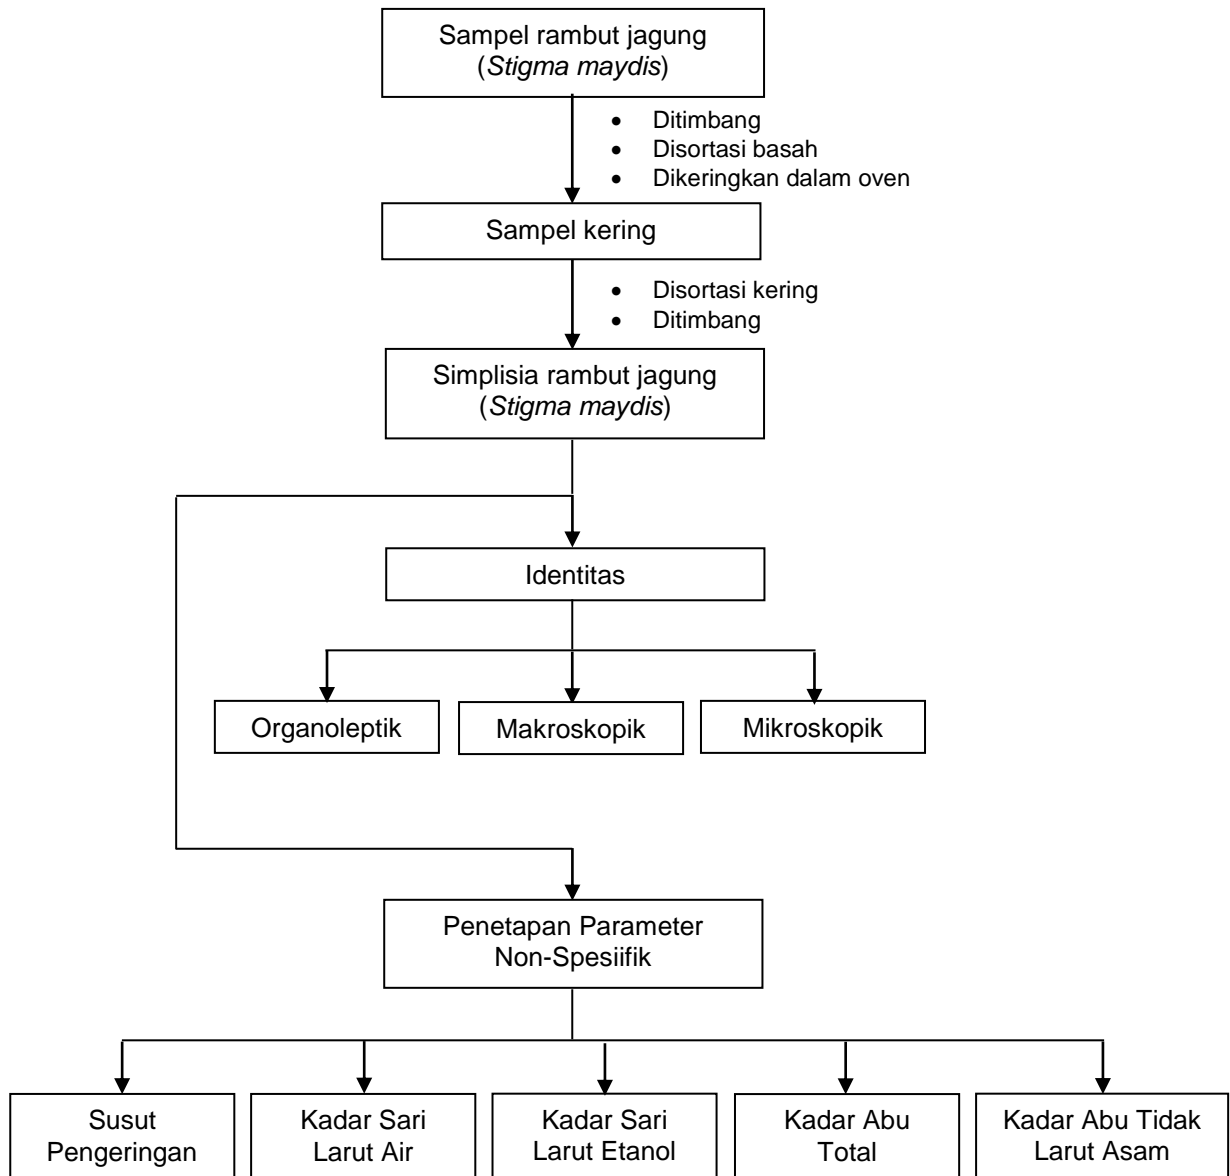 Sampel rambut jagung
(Stigma maydis)
• Ditimbang
• Disortasi basah
• Dikeringkan dalam oven
Sampel kering
• Disortasi kering
• Ditimbang
Simplisia rambut jagung
(Stigma maydis)
Identitas
Organoleptik
Makroskopik
Mikroskopik
Penetapan Parameter
Non-Spesiifik
Susut
Pengeringan
Kadar Sari
Larut Air
Kadar Sari
Larut Etanol
Kadar Abu
Total
Kadar Abu Tidak
Larut Asam